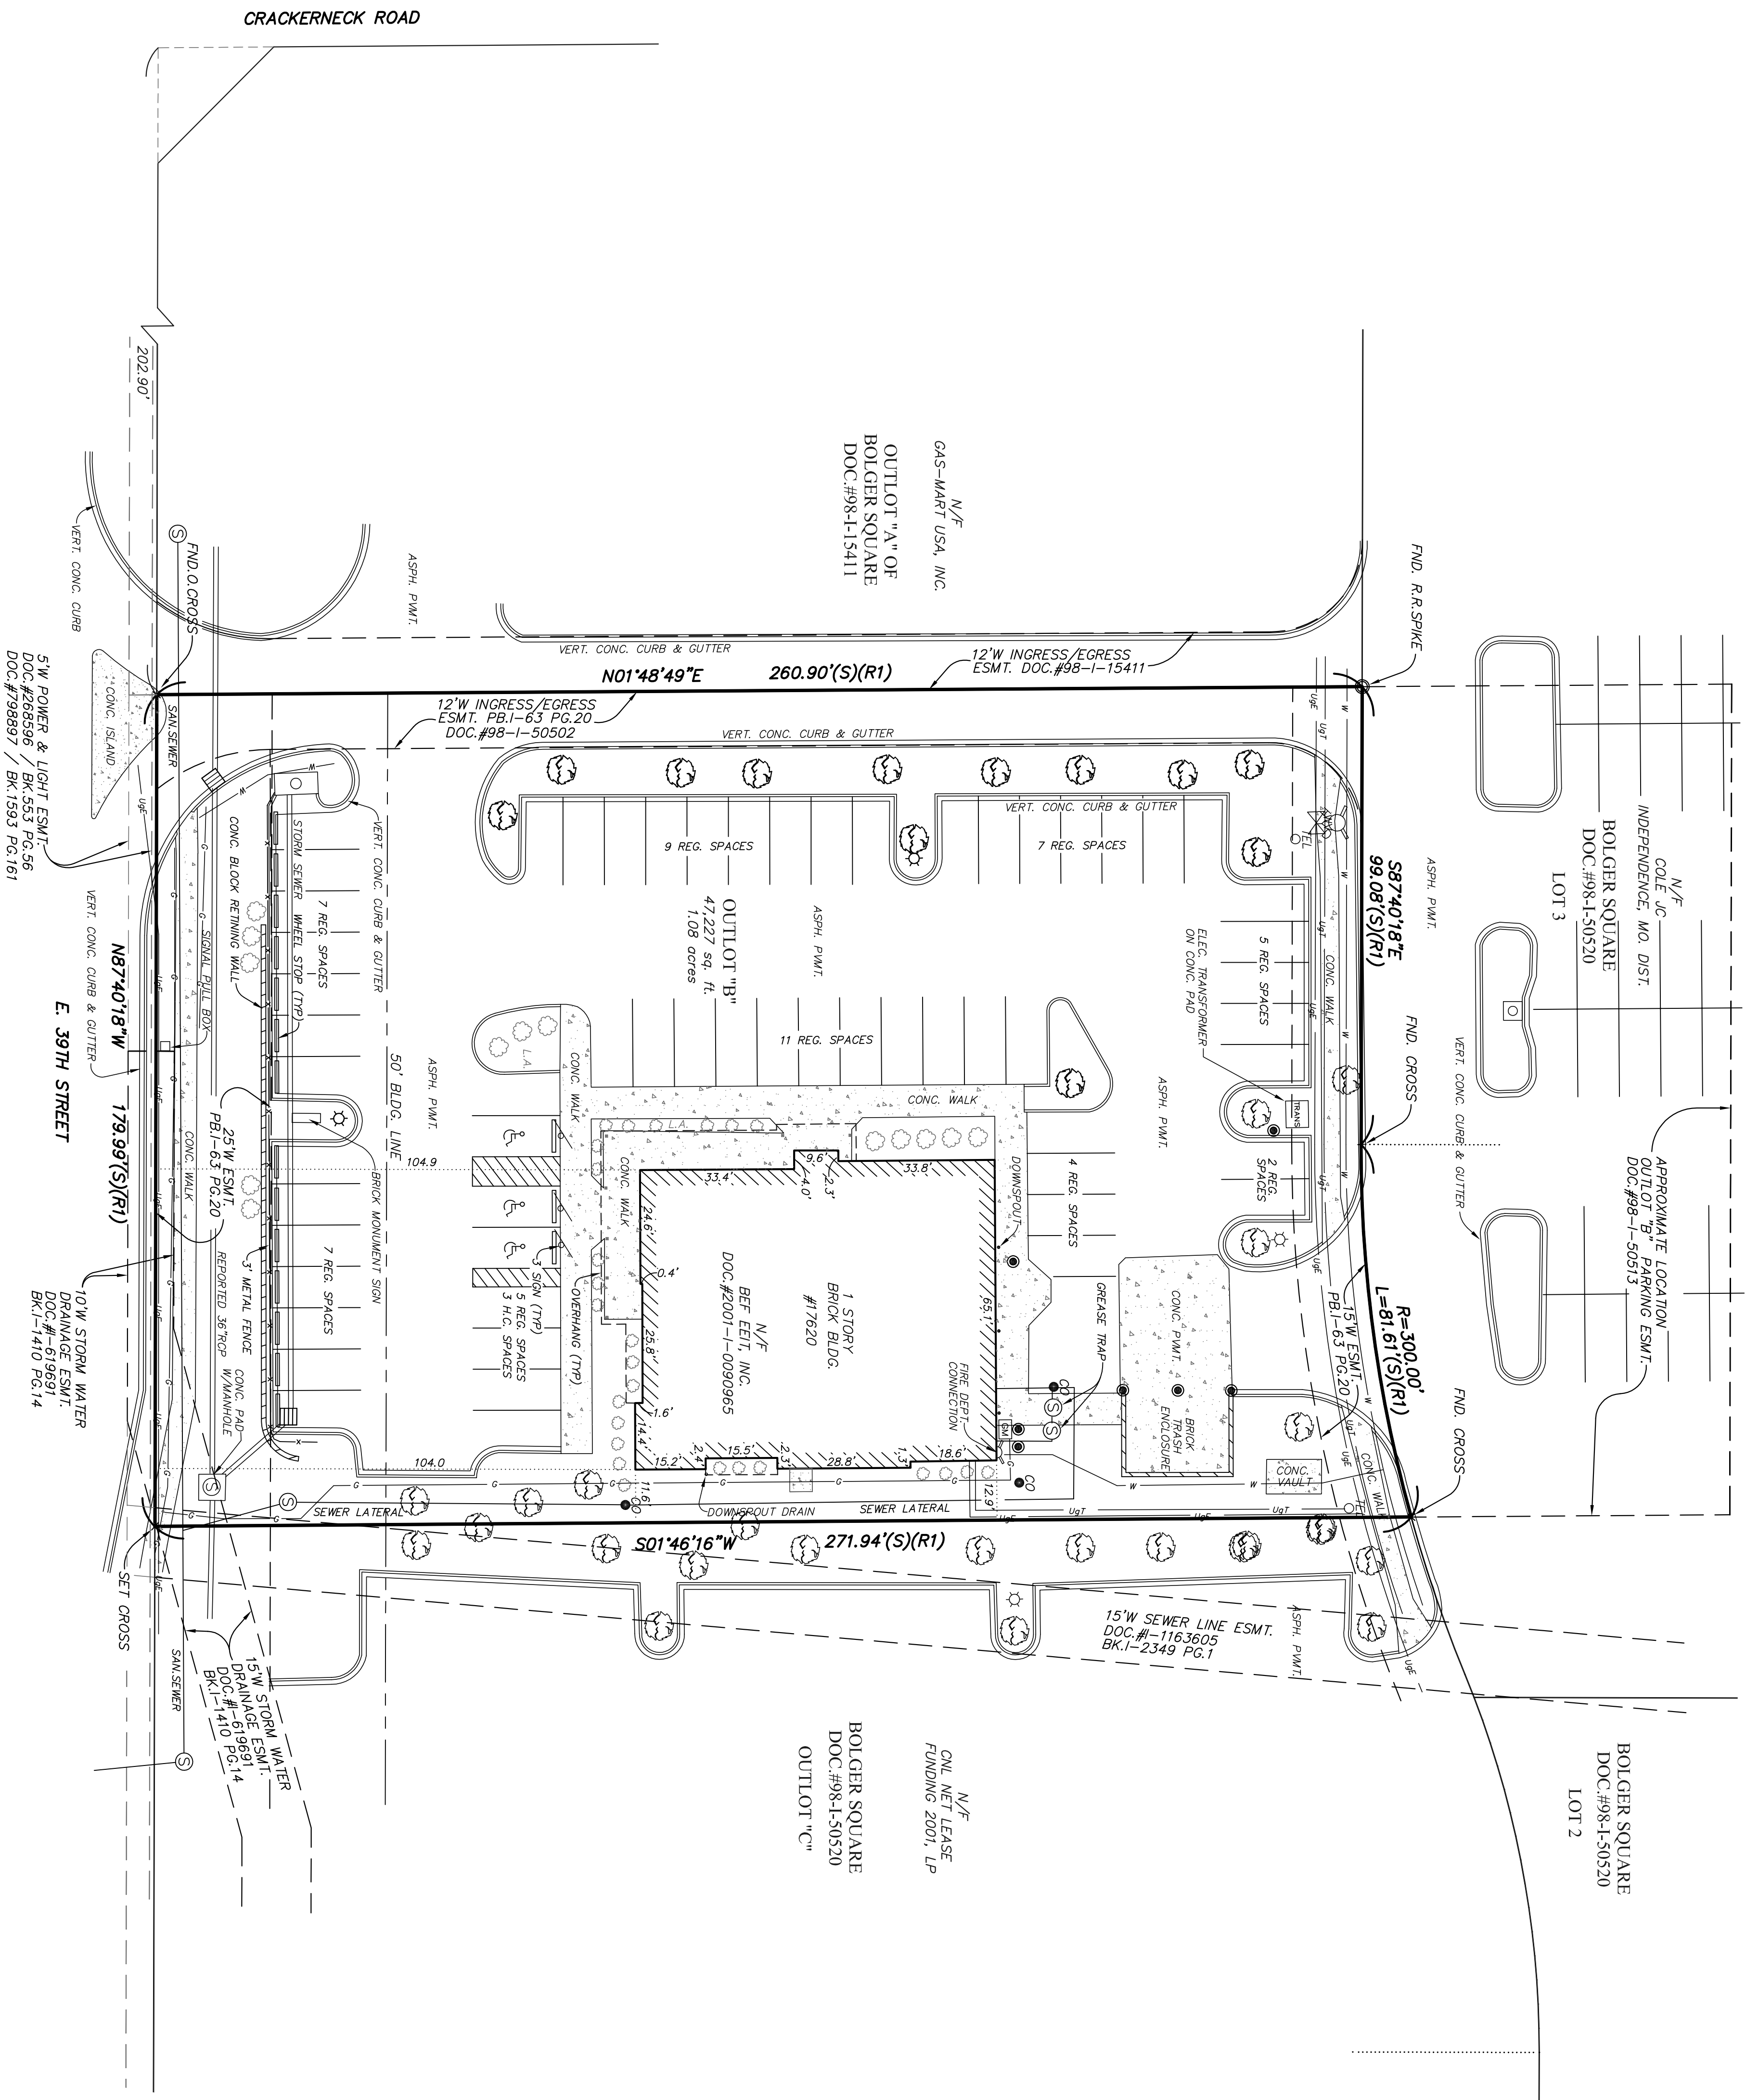 CRACKERNECK ROAD
202.90'
N/F
GAS-MART USA, INC.
OUTLOT "A" OF
BOLGER SQUARE
DOC.#98-I-15411
ASPH. PVMT.
VERT. CONC. CURB
FND.O.CROSS
FND. R.R.SPIKE
VERT. CONC. CURB & GUTTER
12'W INGRESS/EGRESS
ESMT. DOC.#98-I-15411
N01°48'49"E 260.90'(S)(R1)
12'W INGRESS/EGRESS
ESMT. PB.I-63 PG.20
DOC.#98-I-50502
VERT. CONC. CURB & GUTTER
VERT. CONC. CURB & GUTTER
CONC. ISLAND
SAN.SEWER
5'W POWER & LIGHT ESMT.
DOC.#268596 / BK.553 PG.56
DOC.#798897 / BK.1593 PG.161
VERT. CONC. CURB & GUTTER
N87°40'18"W 179.99'(S)(R1)
E. 39TH STREET
SIGNAL PULL BOX
CONC. WALK
CONC. BLOCK RETINING WALL
STORM SEWER
WHEEL STOP (TYP)
7 REG. SPACES
VERT. CONC. CURB & GUTTER
50' BLDG. LINE
ASPH. PVMT.
25'W ESMT.
PB.I-63 PG.20
BRICK MONUMENT SIGN
104.9
3' METAL FENCE
REPORTED 36"RCP
7 REG. SPACES
CONC. PAD
W/MANHOLE
10'W STORM WATER
DRAINAGE ESMT.
DOC.#I-619691
BK.I-1410 PG.14
9 REG. SPACES
7 REG. SPACES
OUTLOT "B"
47,227 sq. ft.
1.08 acres
ASPH. PVMT.
11 REG. SPACES
L.A.
CONC. WALK
CONC. WALK
L.A.
CONC. WALK
3' SIGN (TYP)
5 REG. SPACES
3 H.C. SPACES
OVERHANG (TYP)
33.4'
9.6'
4.0'
2.3'
33.8'
24.6'
0.4'
25.8'
1.6'
14.4'
65.1'
1 STORY
BRICK BLDG.
#17620
N/F
BEF EEIT, INC.
DOC.#2001-I-0090965
15.2'
2.4'
15.5'
2.3'
28.8'
1.3'
18.6'
11.6'
12.9'
104.0
FIRE DEPT.
CONNECTION
DOWNSPOUT
4 REG. SPACES
GREASE TRAP
CO
GM
CO
CO
CONC. PVMT.
BRICK
TRASH
ENCLOSURE
CONC.
VAULT
ELEC. TRANSFORMER
ON CONC. PAD
TRANS
5 REG. SPACES
2 REG.
SPACES
ASPH. PVMT.
CONC. WALK
TEL
TEL
CONC. WALK
S87°40'18"E
99.08'(S)(R1)
FND. CROSS
R=300.00'
L=81.61'(S)(R1)
15'W ESMT.
PB.I-63 PG.20
FND. CROSS
ASPH. PVMT.
N/F
COLE JC
INDEPENDENCE, MO. DIST.
BOLGER SQUARE
DOC.#98-I-50520
LOT 3
VERT. CONC. CURB & GUTTER
APPROXIMATE LOCATION
OUTLOT "B" PARKING ESMT.
DOC.#98-I-50513
SEWER LATERAL
DOWNSPOUT DRAIN
SEWER LATERAL
S01°46'16"W 271.94'(S)(R1)
SET CROSS
SAN.SEWER
15'W STORM WATER
DRAINAGE ESMT.
DOC.#I-619691
BK.I-1410 PG.14
15'W SEWER LINE ESMT.
DOC.#I-1163605
BK.I-2349 PG.1
ASPH. PVMT.
N/F
CNL NET LEASE
FUNDING 2001, LP
BOLGER SQUARE
DOC.#98-I-50520
OUTLOT "C"
BOLGER SQUARE
DOC.#98-I-50520
LOT 2